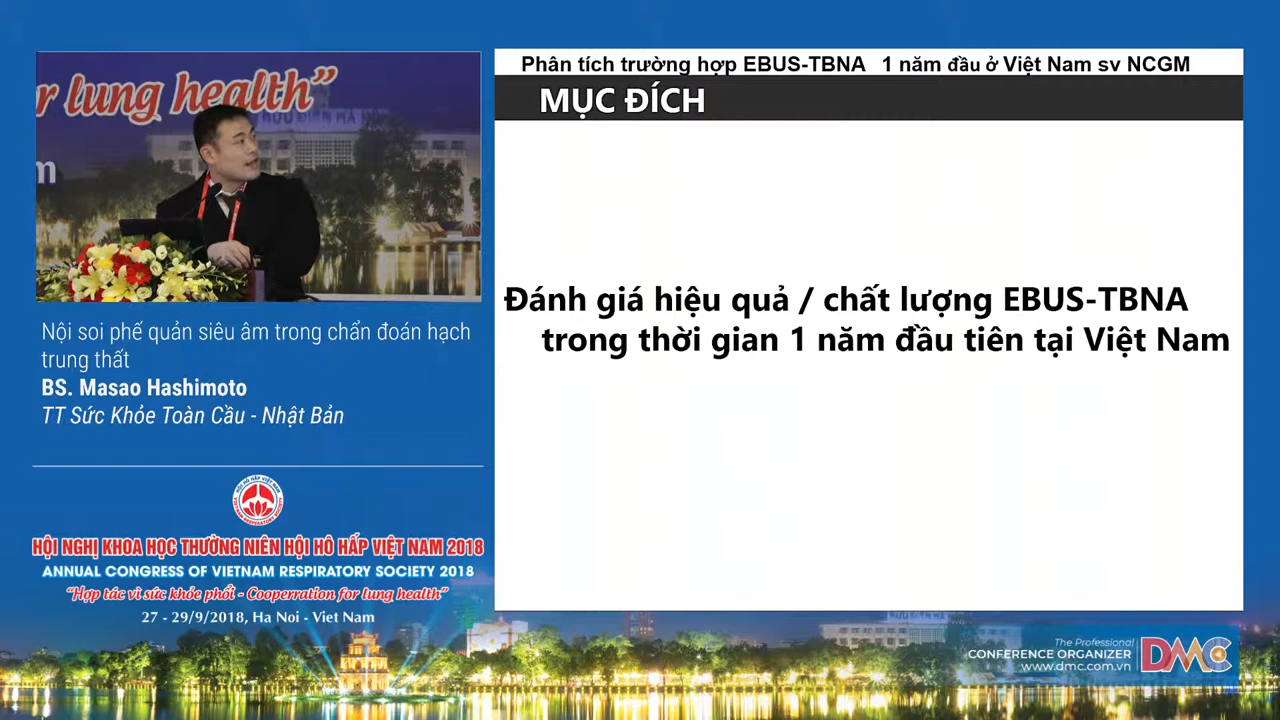 r lung health”
m
Nội soi phế quản siêu âm trong chẩn đoán hạch
trung thất
BS. Masao Hashimoto
TT Sức Khỏe Toàn Cầu - Nhật Bản
HỘI NGHỊ KHOA HỌC THƯỜNG NIÊN HỘI HÔ HẤP VIỆT NAM 2018
ANNUAL CONGRESS OF VIETNAM RESPIRATORY SOCIETY 2018
“Hợp tác vì sức khỏe phổi - Cooperration for lung health”
27 - 29/9/2018, Ha Noi - Viet Nam
Phân tích trường hợp EBUS-TBNA 1 năm đầu ở Việt Nam sv NCGM
MỤC ĐÍCH
Đánh giá hiệu quả / chất lượng EBUS-TBNA
trong thời gian 1 năm đầu tiên tại Việt Nam
The Professional
CONFERENCE ORGANIZER
www.dmc.com.vn
DMC